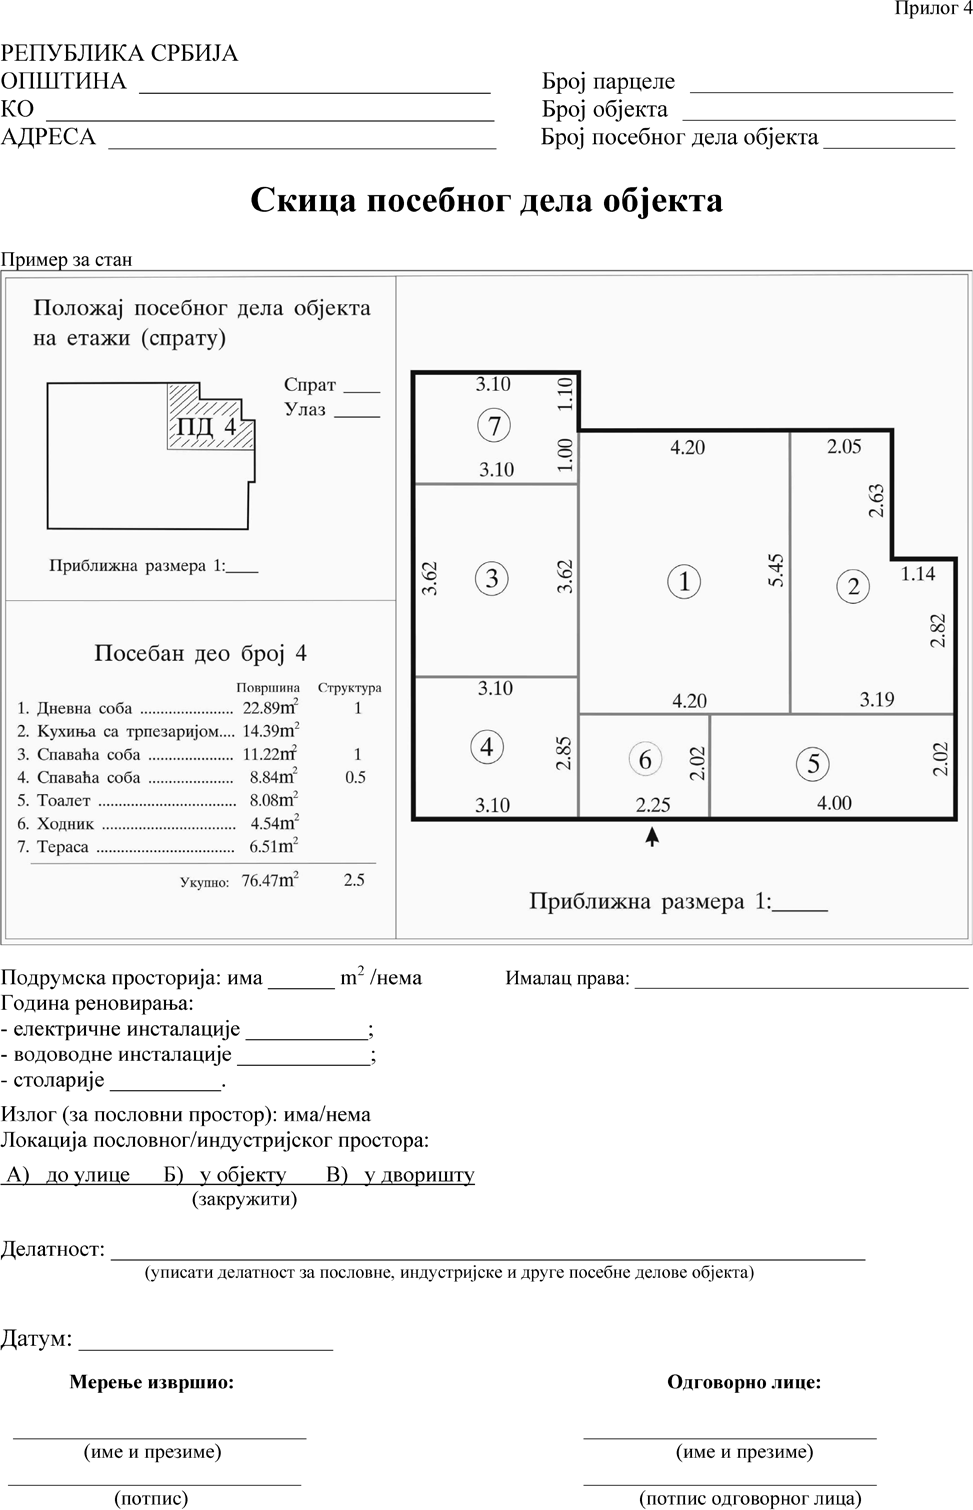 Прилог 4
РЕПУБЛИКА СРБИЈА
ОПШТИНА ______ Број парцеле ______
КО ______ Број објекта ______
АДРЕСА ______ Број посебног дела објекта ______
Скица посебног дела објекта
Пример за стан
Положај посебног дела објекта
на етажи (спрату)
Спрат ____
Улаз _____
ПД 4
Приближна размера 1:____
Посебан део број 4
Површина Структура
1. Дневна соба ....................... 22.89m² 1
2. Кухиња са трпезаријом.... 14.39m²
3. Спаваћа соба ..................... 11.22m² 1
4. Спаваћа соба ..................... 8.84m² 0.5
5. Тоалет .................................. 8.08m²
6. Ходник ................................. 4.54m²
7. Тераса .................................. 6.51m²
Укупно: 76.47m² 2.5
3.10
1.10
7
1.00
3.10
4.20
2.05
2.63
3.62
3
3.62
1
5.45
2
1.14
2.82
3.10
4.20
3.19
4
2.85
6
2.02
5
2.02
3.10
2.25
4.00
Приближна размера 1:_____
Подрумска просторија: има ______ m² /нема Ималац права: ______
Година реновирања:
- електричне инсталације ___________;
- водоводне инсталације ____________;
- столарије __________.
Излог (за пословни простор): има/нема
Локација пословног/индустријског простора:
А) до улице Б) у објекту В) у дворишту
(закружити)
Делатност: ______
(уписати делатност за пословне, индустријске и друге посебне делове објекта)
Датум: ______
Мерење извршио: Одговорно лице:
(име и презиме) (име и презиме)
(потпис) (потпис одговорног лица)